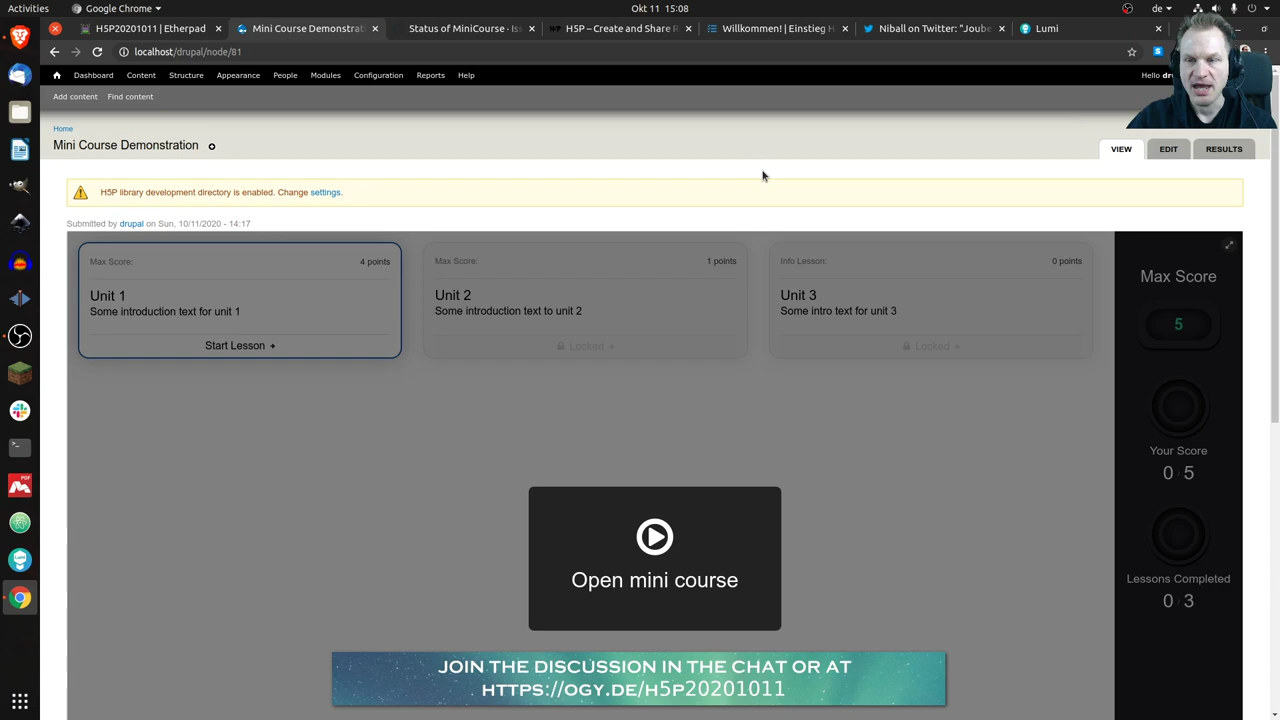 Activities
Google Chrome
Okt 11 15:08
de
H5P20201011 | Etherpad
Mini Course Demonstrat
Status of MiniCourse - Iss
H5P – Create and Share R
Willkommen! | Einstieg H
Niball on Twitter: "Joube
Lumi
localhost/drupal/node/81
Dashboard
Content
Structure
Appearance
People
Modules
Configuration
Reports
Help
Hello dr
Add content
Find content
Home
Mini Course Demonstration
VIEW
EDIT
RESULTS
H5P library development directory is enabled. Change settings.
Submitted by drupal on Sun, 10/11/2020 - 14:17
Max Score:
4 points
Unit 1
Some introduction text for unit 1
Start Lesson
Max Score:
1 points
Unit 2
Some introduction text to unit 2
Locked
Info Lesson:
0 points
Unit 3
Some intro text for unit 3
Locked
Max Score
5
Your Score
0 / 5
Lessons Completed
0 / 3
Open mini course
JOIN THE DISCUSSION IN THE CHAT OR AT
HTTPS://OGY.DE/H5P20201011
PDF
Lumi